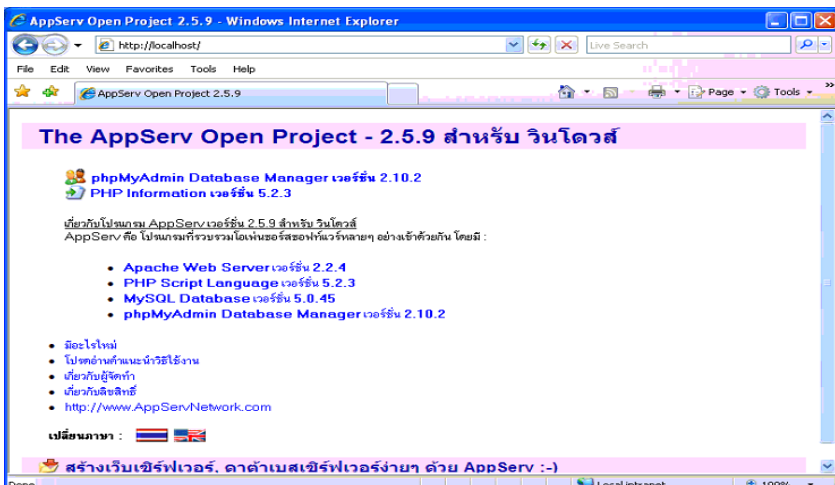 AppServ Open Project 2.5.9 - Windows Internet Explorer
http://localhost/
Live Search
File Edit View Favorites Tools Help
AppServ Open Project 2.5.9
Page Tools
The AppServ Open Project - 2.5.9 สำหรับ วินโดวส์
phpMyAdmin Database Manager เวอร์ชั่น 2.10.2
PHP Information เวอร์ชั่น 5.2.3
เกี่ยวกับโปรแกรม AppServ เวอร์ชั่น 2.5.9 สำหรับ วินโดวส์
AppServ คือ โปรแกรมที่รวบรวมโอเพ่นซอร์สซอฟท์แวร์หลายๆ อย่างเข้าด้วยกัน โดยมี :
Apache Web Server เวอร์ชั่น 2.2.4
PHP Script Language เวอร์ชั่น 5.2.3
MySQL Database เวอร์ชั่น 5.0.45
phpMyAdmin Database Manager เวอร์ชั่น 2.10.2
มีอะไรใหม่
โปรดอ่านคำแนะนำวิธีใช้งาน
เกี่ยวกับผู้จัดทำ
เกี่ยวกับลิขสิทธิ์
http://www.AppServNetwork.com
เปลี่ยนภาษา :
สร้างเว็บเซิร์ฟเวอร์, ดาต้าเบสเซิร์ฟเวอร์ง่ายๆ ด้วย AppServ :-)
Done Local intranet 100%